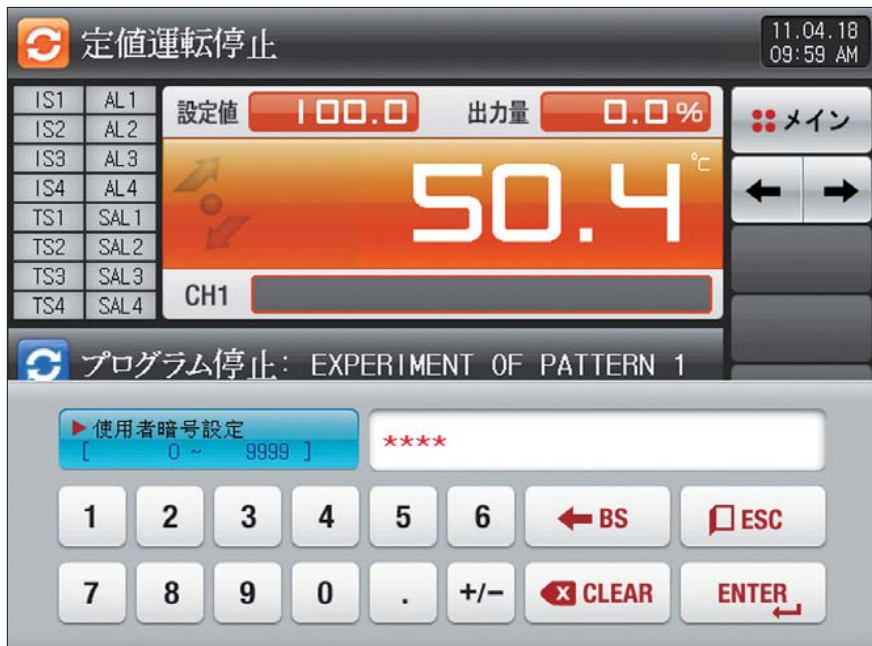 定値運転停止
11.04.18
09:59 AM
IS1 AL1
IS2 AL2
IS3 AL3
IS4 AL4
TS1 SAL1
TS2 SAL2
TS3 SAL3
TS4 SAL4
設定値 100.0 出力量 0.0%
50.4 °C
CH1
メイン
プログラム停止: EXPERIMENT OF PATTERN 1
使用者暗号設定
[ 0 ~ 9999 ]
****
1 2 3 4 5 6 BS ESC
7 8 9 0 . +/- CLEAR ENTER